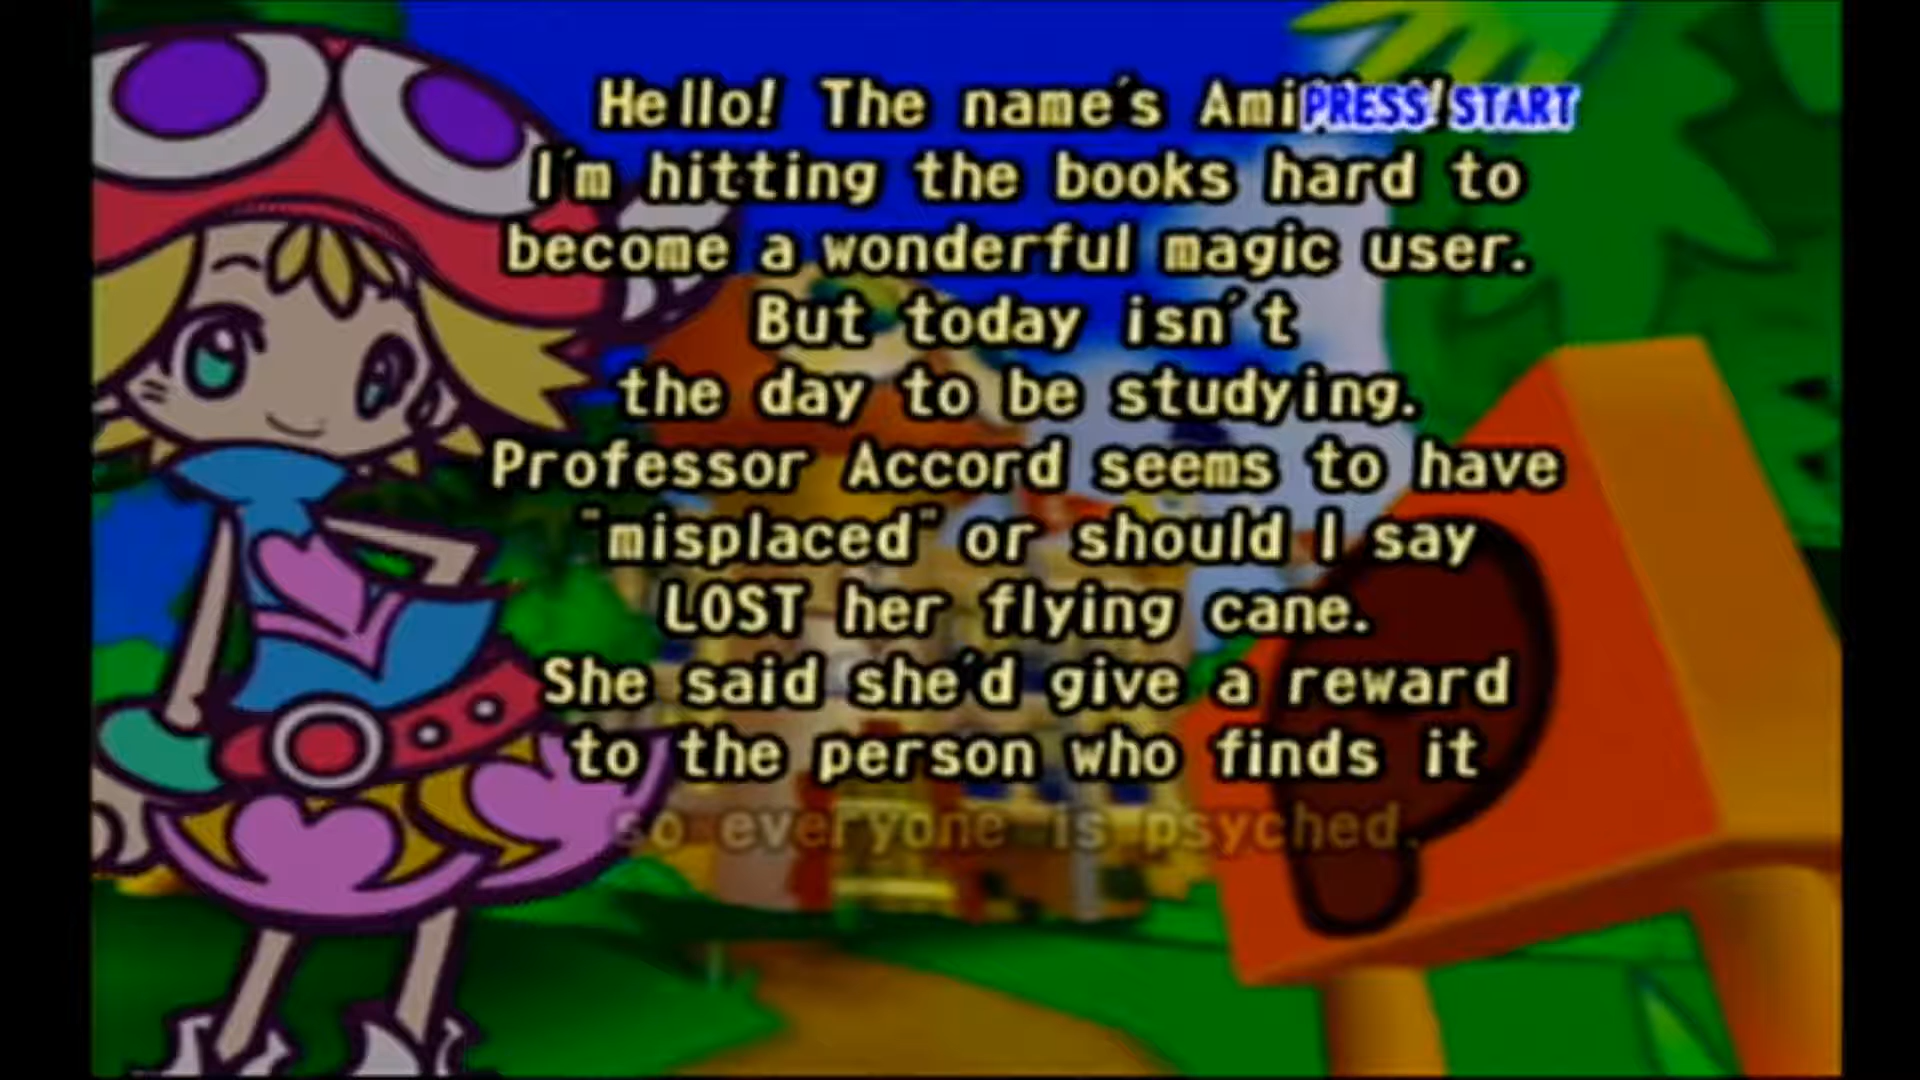 Hello! The name's Ami
PRESS START
I'm hitting the books hard to
become a wonderful magic user.
But today isn't
the day to be studying.
Professor Accord seems to have
"misplaced" or should I say
LOST her flying cane.
She said she'd give a reward
to the person who finds it
so everyone is psyched.